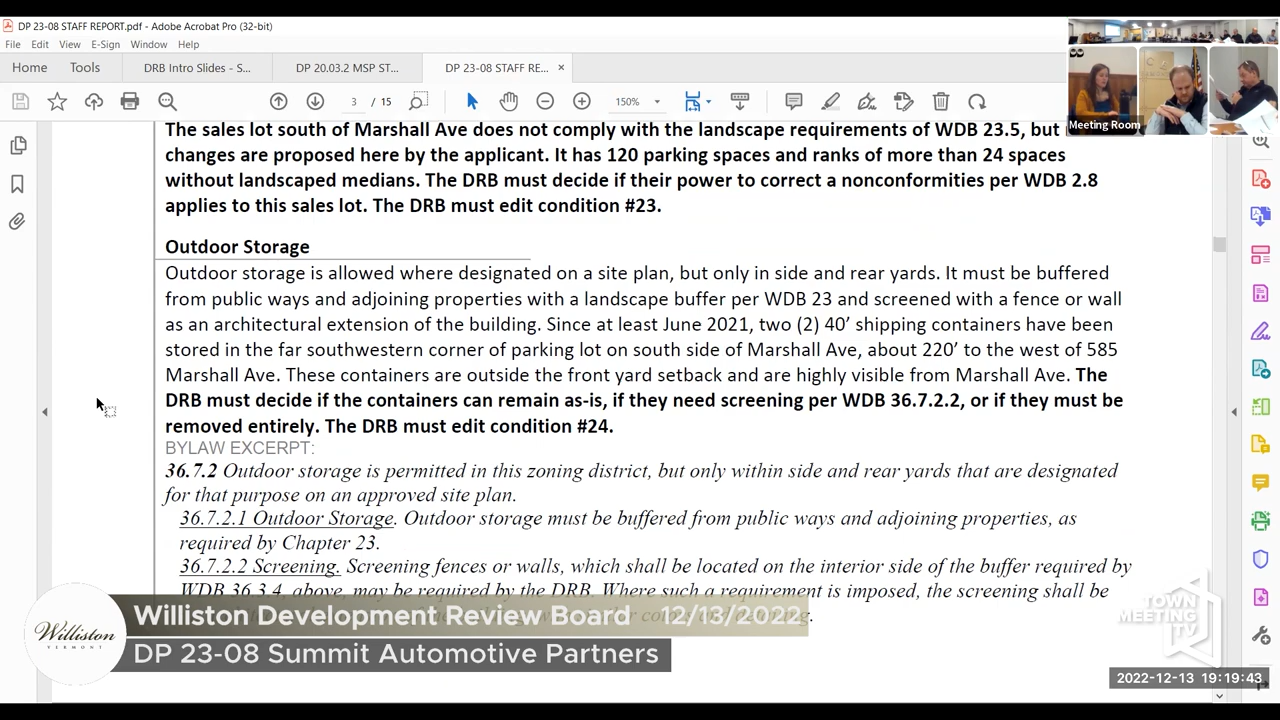 DP 23-08 STAFF REPORT.pdf - Adobe Acrobat Pro (32-bit)
File Edit View E-Sign Window Help
Home Tools DRB Intro Slides - S... DP 20.03.2 MSP ST... DP 23-08 STAFF RE... ×
3 / 15 150%
Meeting Room
The sales lot south of Marshall Ave does not comply with the landscape requirements of WDB 23.5, but
changes are proposed here by the applicant. It has 120 parking spaces and ranks of more than 24 spaces
without landscaped medians. The DRB must decide if their power to correct a nonconformities per WDB 2.8
applies to this sales lot. The DRB must edit condition #23.
Outdoor Storage
Outdoor storage is allowed where designated on a site plan, but only in side and rear yards. It must be buffered
from public ways and adjoining properties with a landscape buffer per WDB 23 and screened with a fence or wall
as an architectural extension of the building. Since at least June 2021, two (2) 40’ shipping containers have been
stored in the far southwestern corner of parking lot on south side of Marshall Ave, about 220’ to the west of 585
Marshall Ave. These containers are outside the front yard setback and are highly visible from Marshall Ave. The
DRB must decide if the containers can remain as-is, if they need screening per WDB 36.7.2.2, or if they must be
removed entirely. The DRB must edit condition #24.
BYLAW EXCERPT:
36.7.2 Outdoor storage is permitted in this zoning district, but only within side and rear yards that are designated
for that purpose on an approved site plan.
36.7.2.1 Outdoor Storage. Outdoor storage must be buffered from public ways and adjoining properties, as
required by Chapter 23.
36.7.2.2 Screening. Screening fences or walls, which shall be located on the interior side of the buffer required by
WDB 36.3.4, above, may be required by the DRB. Where such a requirement is imposed, the screening shall be
Williston Development Review Board 12/13/2022
DP 23-08 Summit Automotive Partners
Williston
VERMONT
TOWN
MEETING
TV
2022-12-13 19:19:43